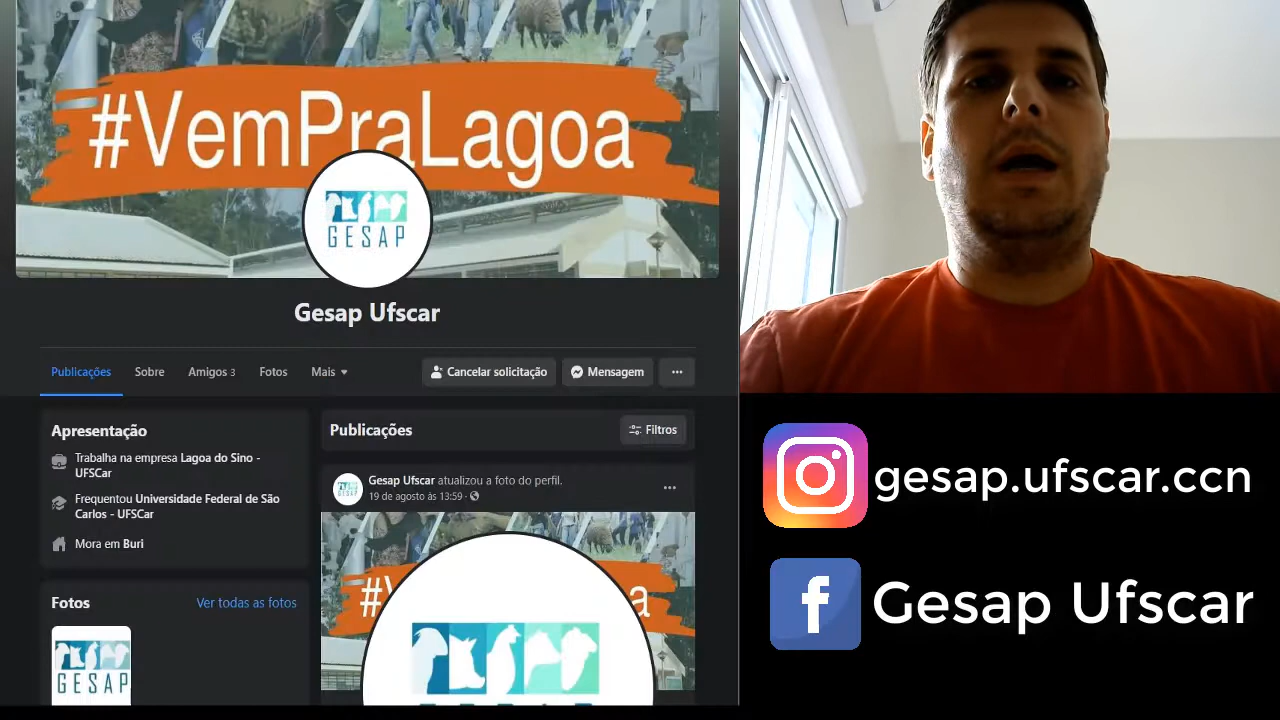 #VemPraLagoa
GESAP
Gesap Ufscar
Publicações
Sobre
Amigos 3
Fotos
Mais
Cancelar solicitação
Mensagem
Apresentação
Trabalha na empresa Lagoa do Sino -
UFSCar
Frequentou Universidade Federal de São
Carlos - UFSCar
Mora em Buri
Fotos
Ver todas as fotos
GESAP
Publicações
Filtros
Gesap Ufscar atualizou a foto do perfil.
19 de agosto às 13:59 ·
gesap.ufscar.ccn
Gesap Ufscar